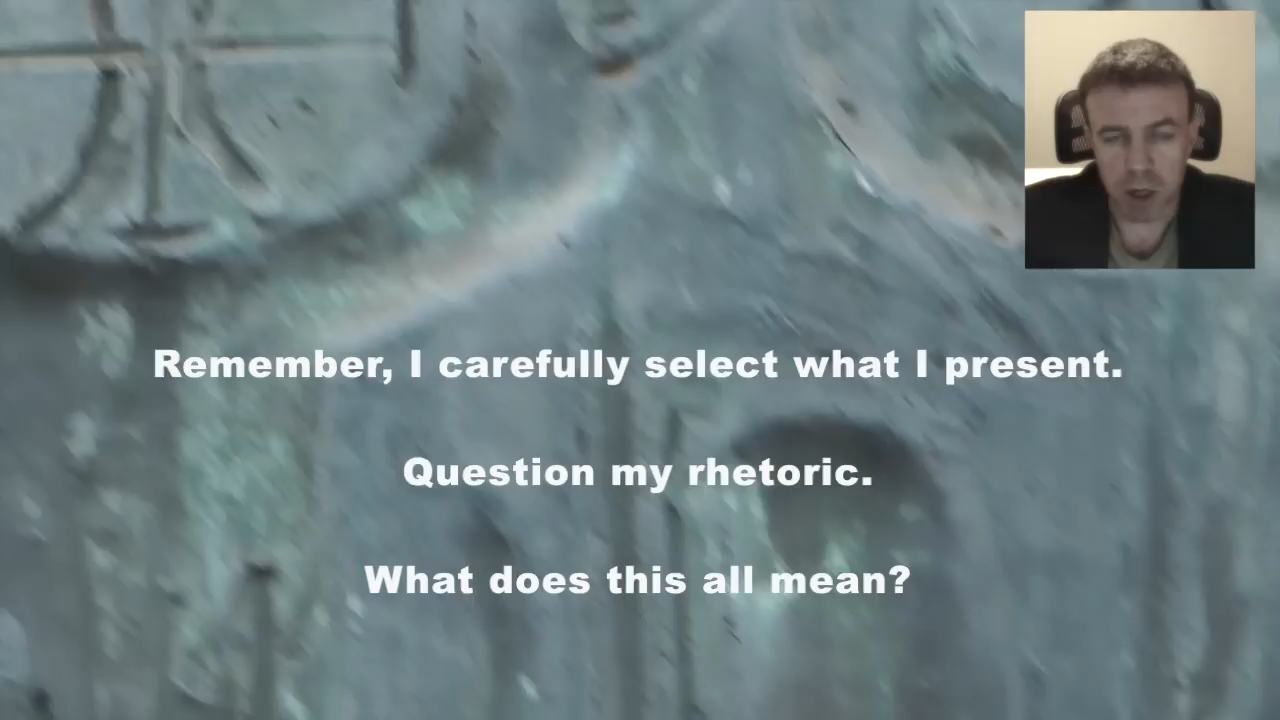 Remember, I carefully select what I present.
Question my rhetoric.
What does this all mean?